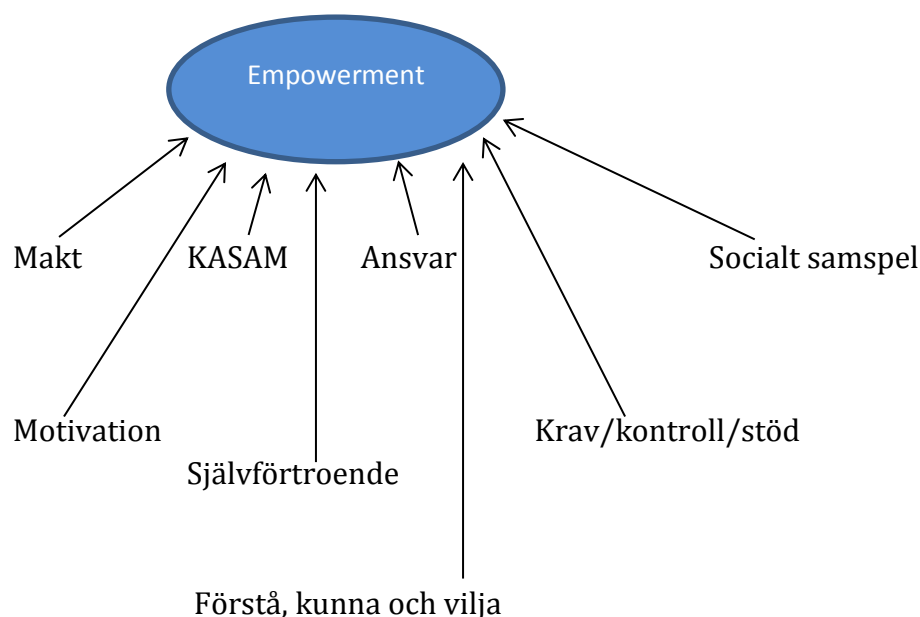 Empowerment
Makt
KASAM
Ansvar
Socialt samspel
Motivation
Krav/kontroll/stöd
Självförtroende
Förstå, kunna och vilja